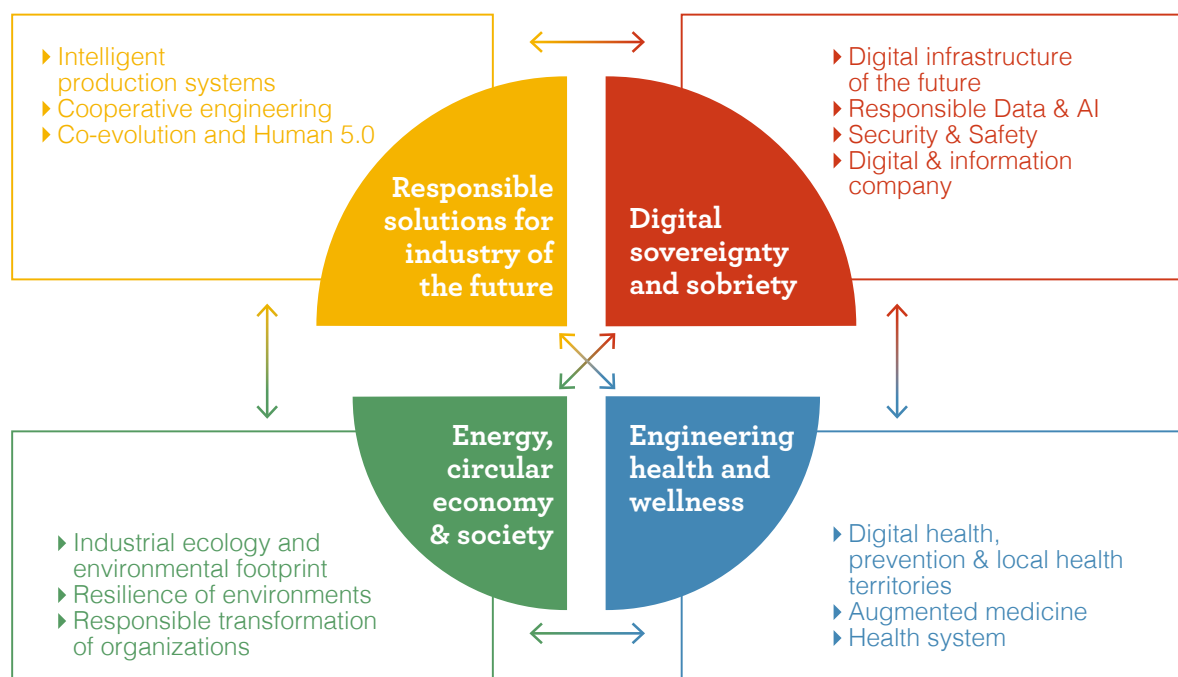 Intelligent
production systems
Cooperative engineering
Co-evolution and Human 5.0
Responsible
solutions for
industry of
the future
Digital infrastructure
of the future
Responsible Data & AI
Security & Safety
Digital & information
company
Digital
sovereignty
and sobriety
Energy,
circular
economy
& society
Industrial ecology and
environmental footprint
Resilience of environments
Responsible transformation
of organizations
Engineering
health and
wellness
Digital health,
prevention & local health
territories
Augmented medicine
Health system